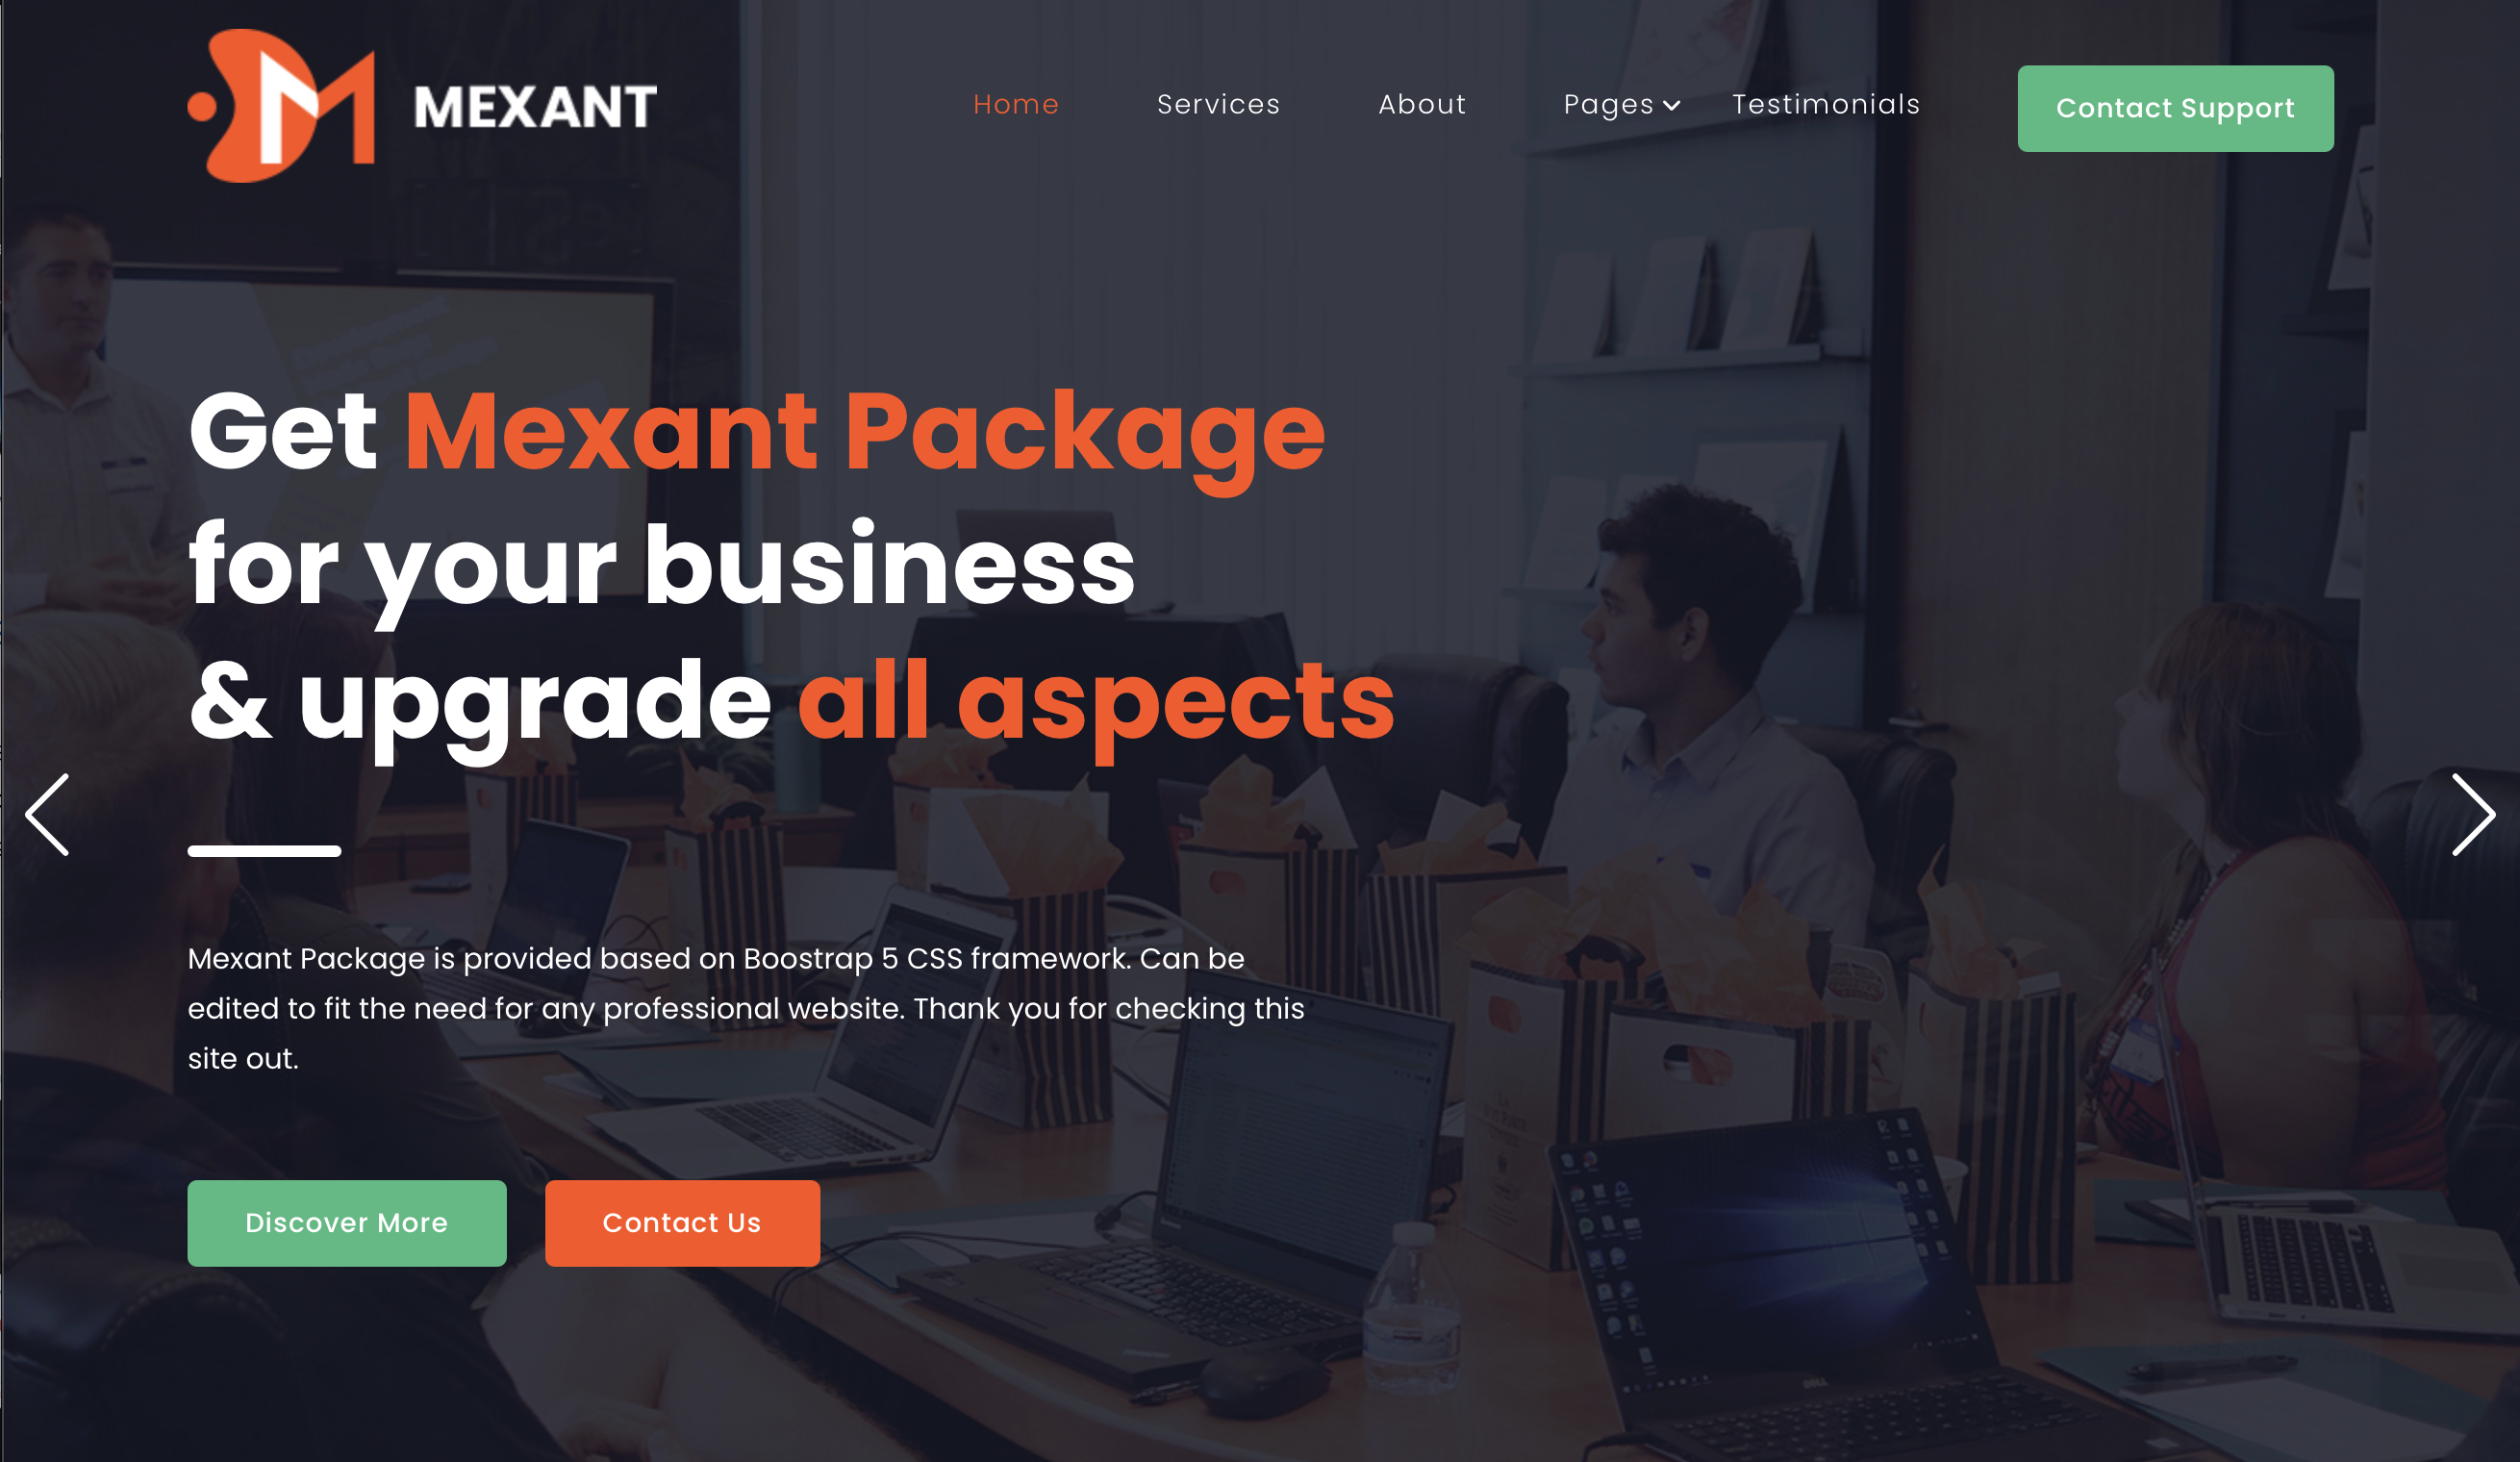 MEXANT
Home
Services
About
Pages
Testimonials
Contact Support
Get Mexant Package
for your business
& upgrade all aspects
Mexant Package is provided based on Boostrap 5 CSS framework. Can be
edited to fit the need for any professional website. Thank you for checking this
site out.
Discover More
Contact Us
DELL